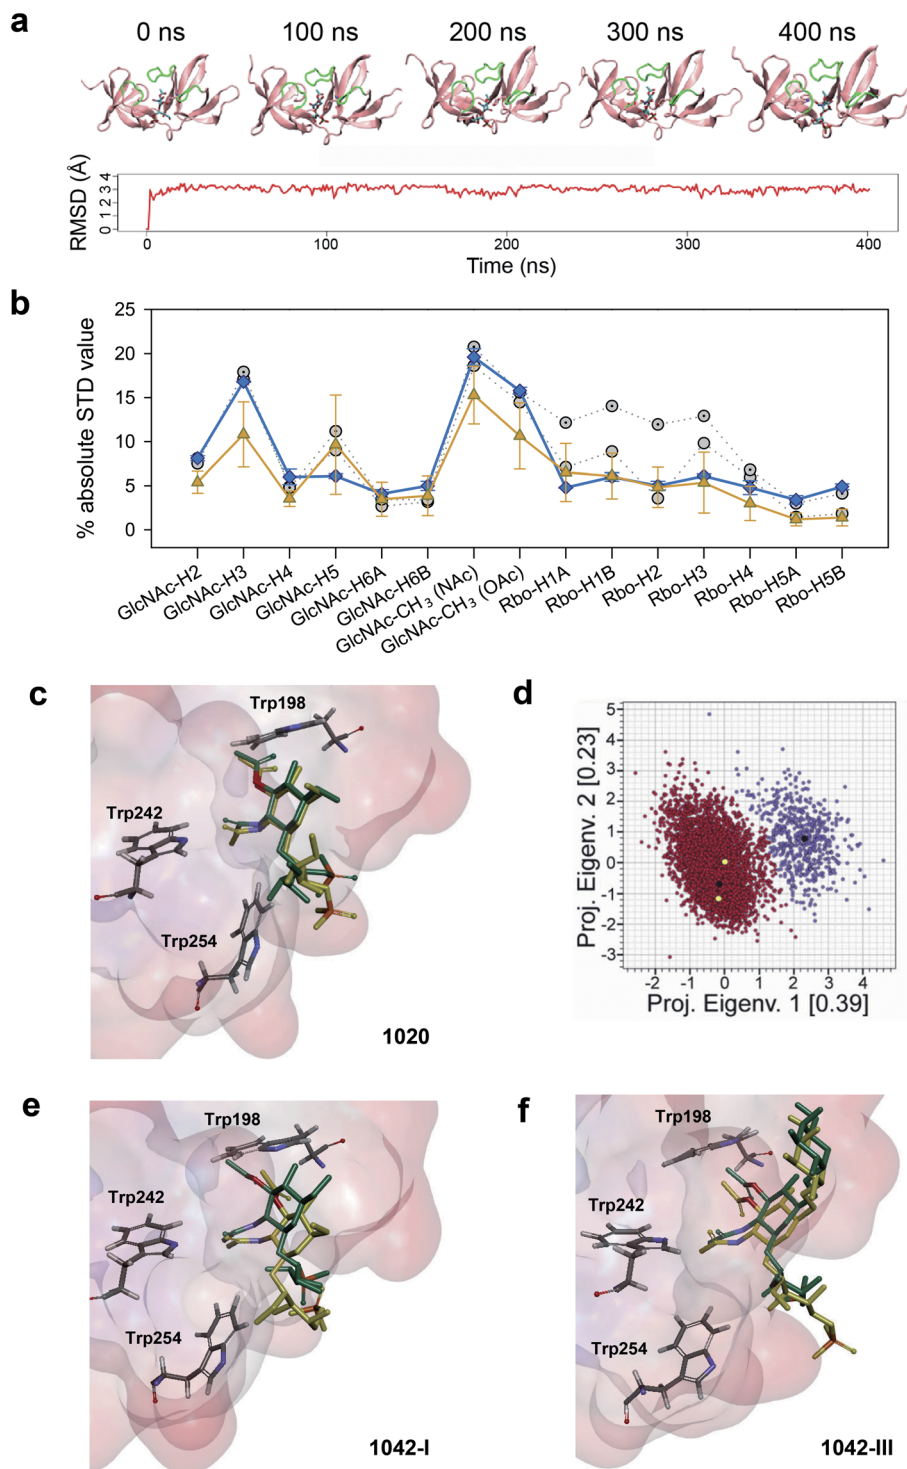 a
0 ns 100 ns 200 ns 300 ns 400 ns
RMSD (Å)
4
3
2
1
0
0 100 200 300 400
Time (ns)
b
% absolute STD value
25
20
15
10
5
0
GlcNAc-H2
GlcNAc-H3
GlcNAc-H4
GlcNAc-H5
GlcNAc-H6A
GlcNAc-H6B
GlcNAc-CH₃ (NAc)
GlcNAc-CH₃ (OAc)
Rbo-H1A
Rbo-H1B
Rbo-H2
Rbo-H3
Rbo-H4
Rbo-H5A
Rbo-H5B
c
Trp198
Trp242
Trp254
1020
d
Proj. Eigenv. 2 [0.23]
5
4
3
2
1
0
-1
-2
-3
-2 -1 0 1 2 3 4
Proj. Eigenv. 1 [0.39]
e
Trp198
Trp242
Trp254
1042-I
f
Trp198
Trp242
Trp254
1042-III